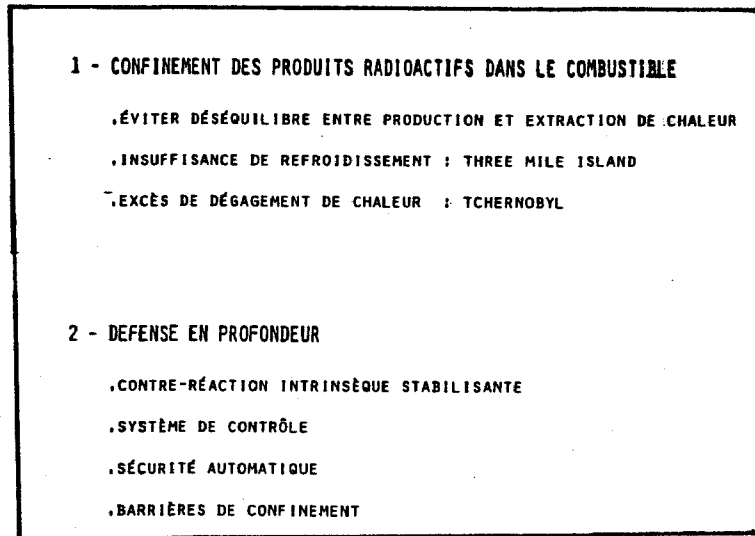 1 - CONFINEMENT DES PRODUITS RADIOACTIFS DANS LE COMBUSTIBLE
.ÉVITER DÉSÉQUILIBRE ENTRE PRODUCTION ET EXTRACTION DE CHALEUR
.INSUFFISANCE DE REFROIDISSEMENT : THREE MILE ISLAND
.EXCÈS DE DÉGAGEMENT DE CHALEUR : TCHERNOBYL
2 - DEFENSE EN PROFONDEUR
.CONTRE-RÉACTION INTRINSÈQUE STABILISANTE
.SYSTÈME DE CONTRÔLE
.SÉCURITÉ AUTOMATIQUE
.BARRIÈRES DE CONFINEMENT